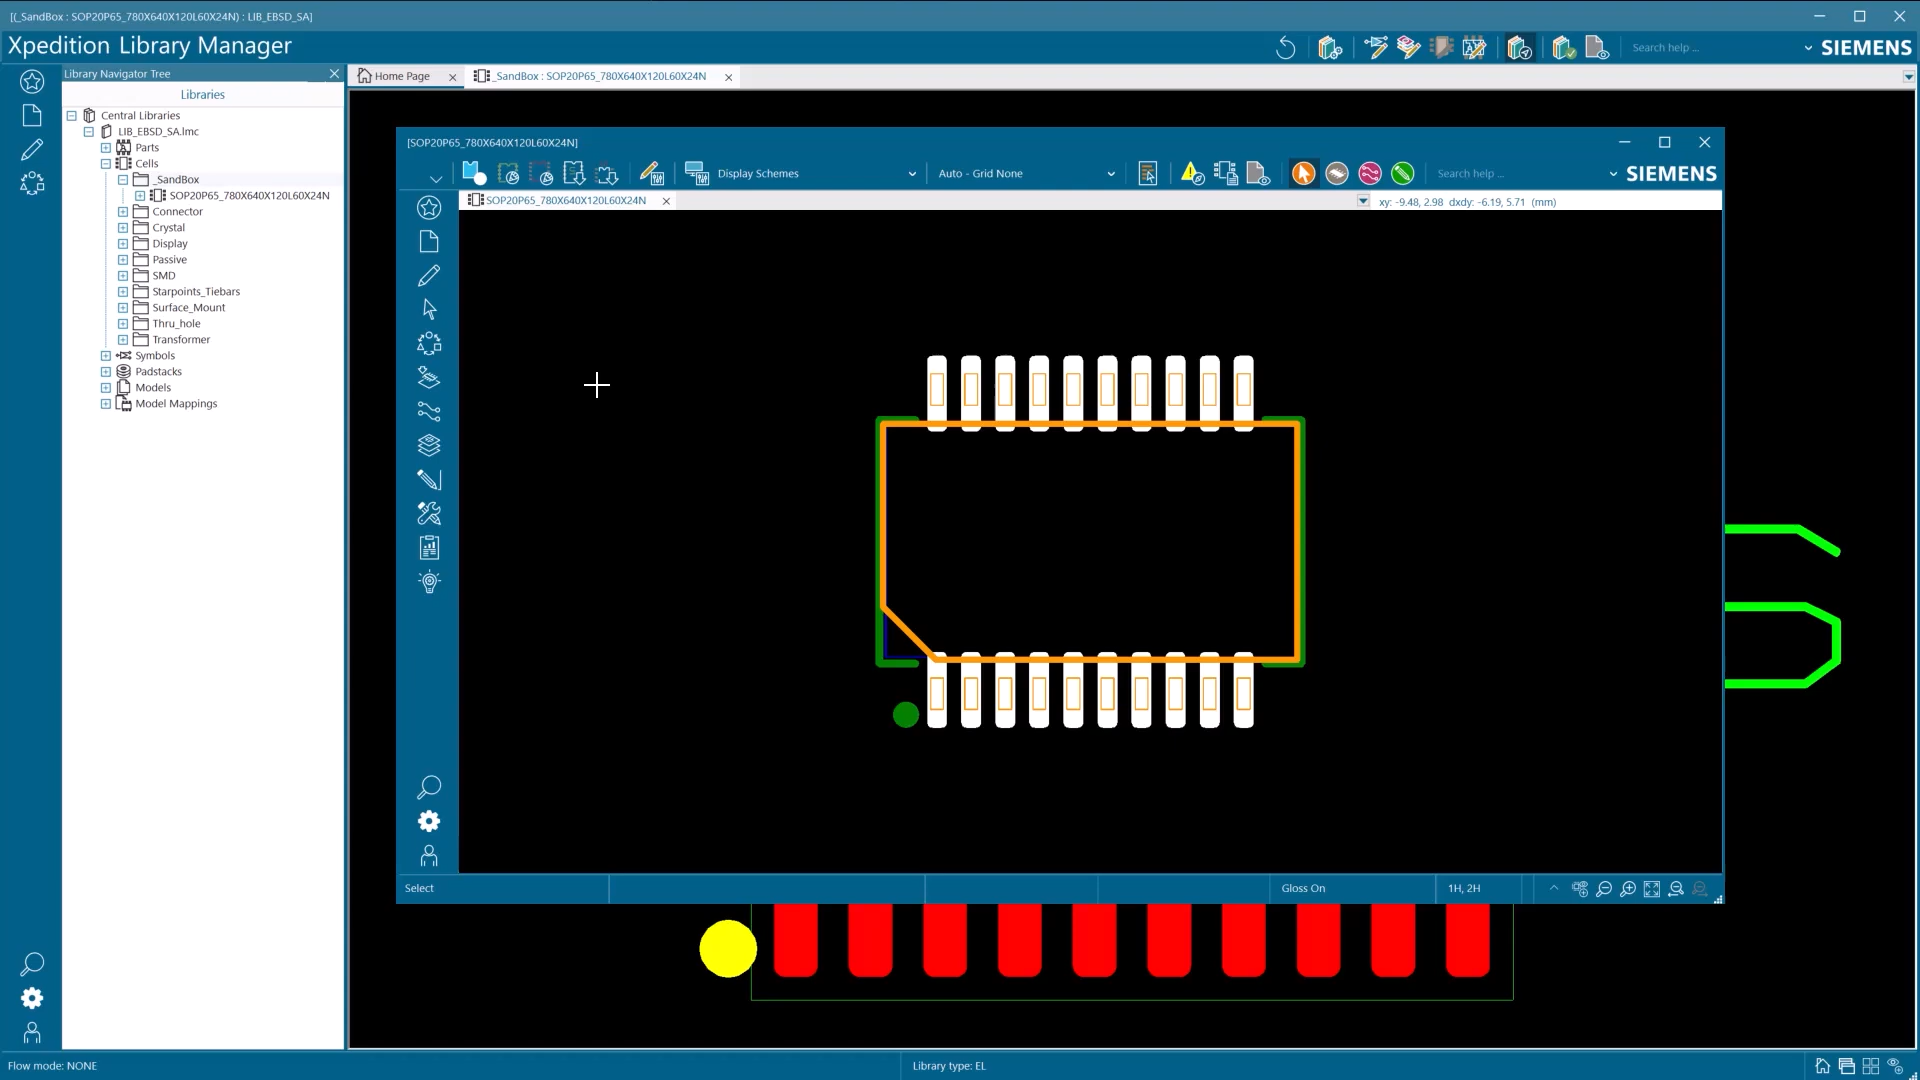 [(_SandBox : SOP20P65_780X640X120L60X24N) : LIB_EBSD_SA]
Xpedition Library Manager
Search help ...
SIEMENS
Library Navigator Tree
Home Page
_SandBox : SOP20P65_780X640X120L60X24N
Libraries
Central Libraries
LIB_EBSD_SA.lmc
Parts
Cells
_SandBox
SOP20P65_780X640X120L60X24N
Connector
Crystal
Display
Passive
SMD
Starpoints_Tiebars
Surface_Mount
Thru_hole
Transformer
Symbols
Padstacks
Models
Model Mappings
[SOP20P65_780X640X120L60X24N]
Display Schemes
Auto - Grid None
Search help ...
SIEMENS
SOP20P65_780X640X120L60X24N
xy: -9.48, 2.98 dxdy: -6.19, 5.71 (mm)
Select
Gloss On
1H, 2H
Flow mode: NONE
Library type: EL